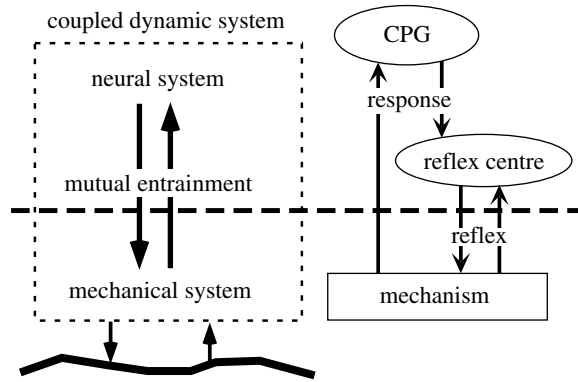 coupled dynamic system
neural system
mutual entrainment
mechanical system
CPG
response
reflex centre
reflex
mechanism